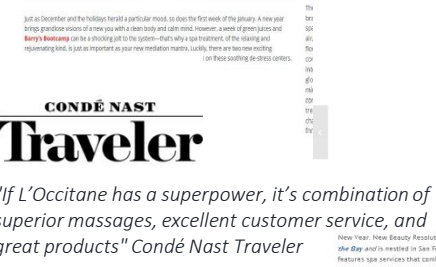 Just as December and the holidays herald a particular mood, so does the first week of the January. A new year
brings grandiose visions of a new you with a clean body and calm mind. However, a week of green juices and
Barry's Bootcamp can be a shocking jolt to the system—that's why a spa treatment, of the relaxing and
rejuvenating kind, is just as important as your new mediation mantra. Luckily, there are two new exciting
on these soothing de-stress centers.
CONDÉ NAST
Traveler
"If L'Occitane has a superpower, it's combination of
superior massages, excellent customer service, and
great products" Condé Nast Traveler
New Year. New Beauty Resolut
the Bay and is nestled in San F
features spa services that com